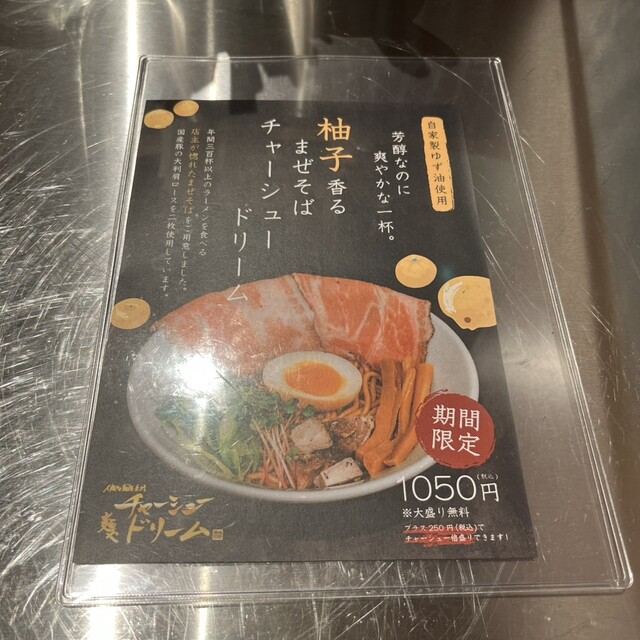 自家製ゆず油使用
芳醇なのに
爽やかな一杯。
柚子香る
まぜそば
チャーシュー
ドリーム
年間三百杯以上のラーメンを食べる
店主が惚れたまぜそばをご用意しました。
国産豚の大判肩ロースを二枚使用しています。
期間
限定
1050円
(税込)
※大盛り無料
プラス250円(税込)で
チャーシュー倍盛りできます!
チャーシュー
ドリーム